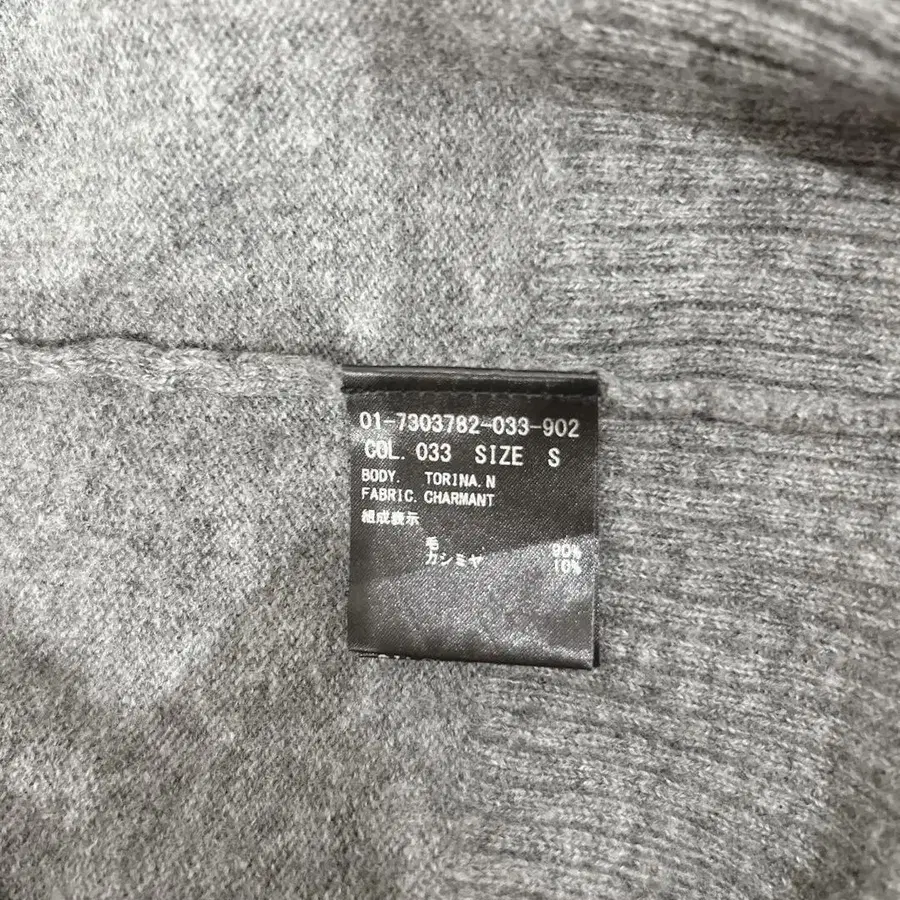 01-7303782-033-902
COL. 033 SIZE S
BODY. TORINA.N
FABRIC. CHARMANT
組成表示
毛 90%
カシミヤ 10%